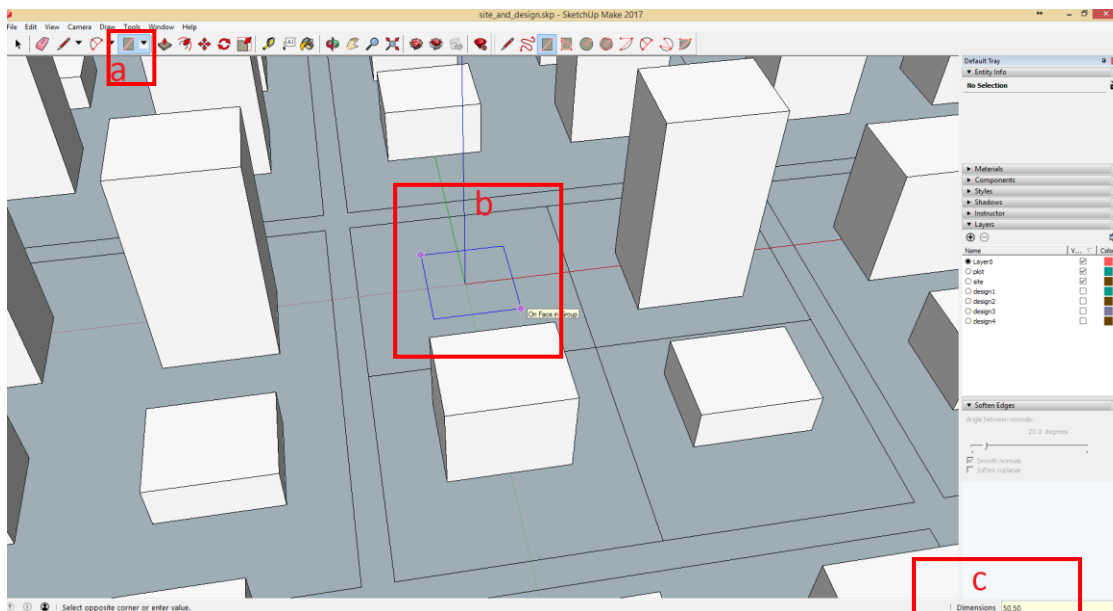 site_and_design.skp - SketchUp Make 2017
File Edit View Camera Draw Tools Window Help
a
b
On Face in Group
Default Tray
Entity Info
No Selection
Materials
Components
Styles
Shadows
Instructor
Layers
Name V... Colo
Layer0
plot
site
design1
design2
design3
design4
Soften Edges
Angle between normals:
20.0 degrees
Smooth normals
Soften coplanar
c
Select opposite corner or enter value.
Dimensions 50,50